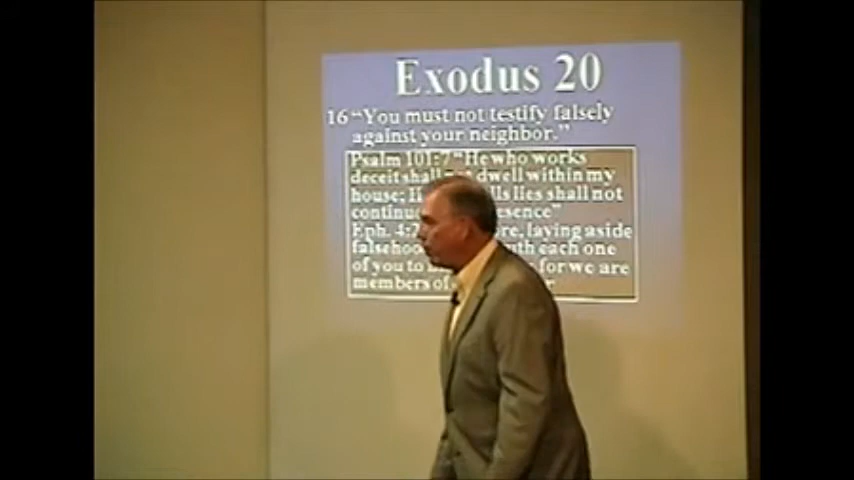 Exodus 20
16 "You must not testify falsely
against your neighbor."
Psalm 101:7 "He who works
deceit shall dwell within my
house; lls lies shall not
continu esence"
Eph. 4:2 re, laying aside
falsehoo th each one
of you to for we are
members of